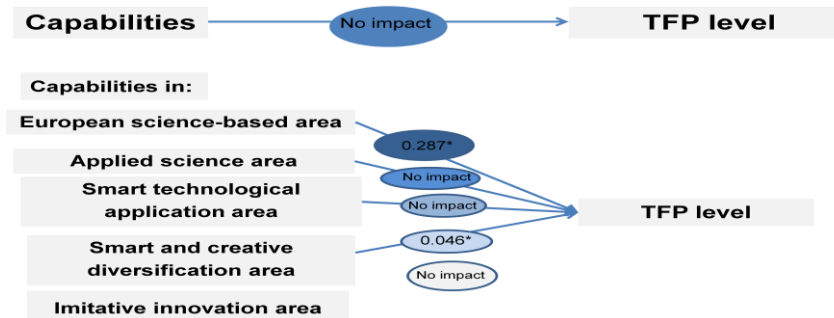 Capabilities No impact TFP level
Capabilities in:
European science-based area
0.287*
Applied science area
No impact
Smart technological
application area
No impact
TFP level
Smart and creative
diversification area
0.046*
No impact
Imitative innovation area